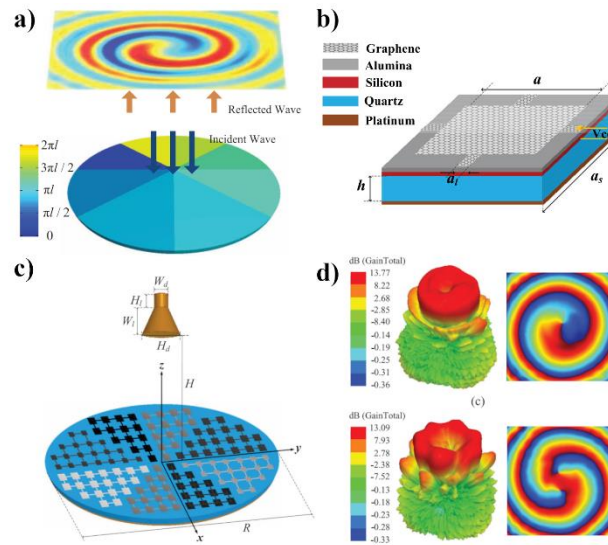 a)
Reflected Wave
Incident Wave
2πl
3πl / 2
πl
πl / 2
0
b)
Graphene
Alumina
Silicon
Quartz
Platinum
a
a_l
a_s
h
c)
W_d
H_l
W_l
H_d
H
z
y
x
R
d)
dB (GainTotal)
13.77
8.22
2.68
-2.85
-8.40
-0.14
-0.19
-0.25
-0.31
-0.36
(c)
dB (GainTotal)
13.09
7.93
2.78
-2.38
-7.53
-0.13
-0.18
-0.23
-0.28
-0.33